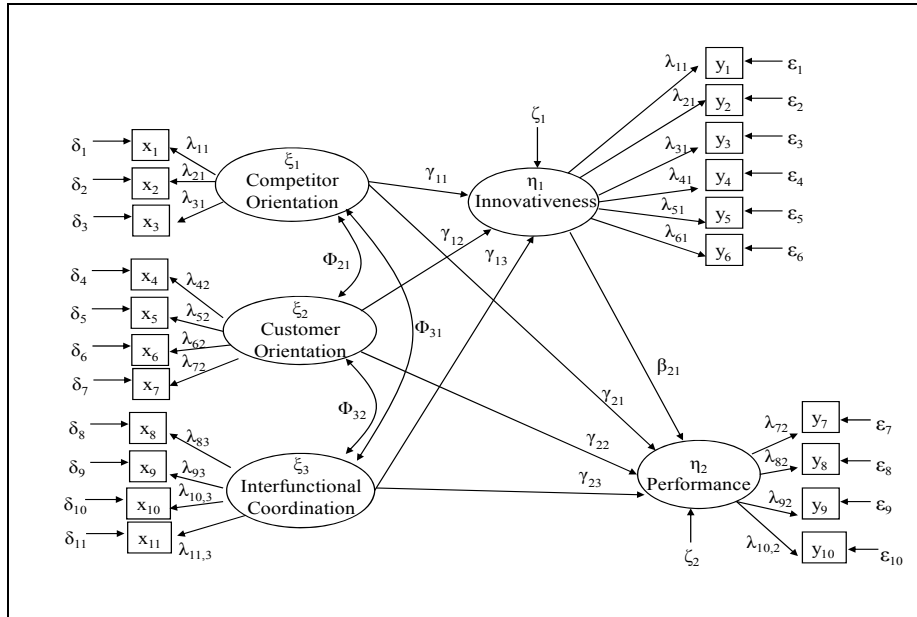 δ₁
x₁
λ₁₁
δ₂
x₂
λ₂₁
δ₃
x₃
λ₃₁
ξ₁
Competitor
Orientation
δ₄
x₄
λ₄₂
δ₅
x₅
λ₅₂
δ₆
x₆
λ₆₂
δ₇
x₇
λ₇₂
ξ₂
Customer
Orientation
δ₈
x₈
λ₈₃
δ₉
x₉
λ₉₃
δ₁₀
x₁₀
λ₁₀,₃
δ₁₁
x₁₁
λ₁₁,₃
ξ₃
Interfunctional
Coordination
Φ₂₁
Φ₃₁
Φ₃₂
γ₁₁
γ₁₂
γ₁₃
γ₂₁
γ₂₂
γ₂₃
β₂₁
ζ₁
η₁
Innovativeness
λ₁₁
y₁
ε₁
λ₂₁
y₂
ε₂
λ₃₁
y₃
ε₃
λ₄₁
y₄
ε₄
λ₅₁
y₅
ε₅
λ₆₁
y₆
ε₆
η₂
Performance
ζ₂
λ₇₂
y₇
ε₇
λ₈₂
y₈
ε₈
λ₉₂
y₉
ε₉
λ₁₀,₂
y₁₀
ε₁₀